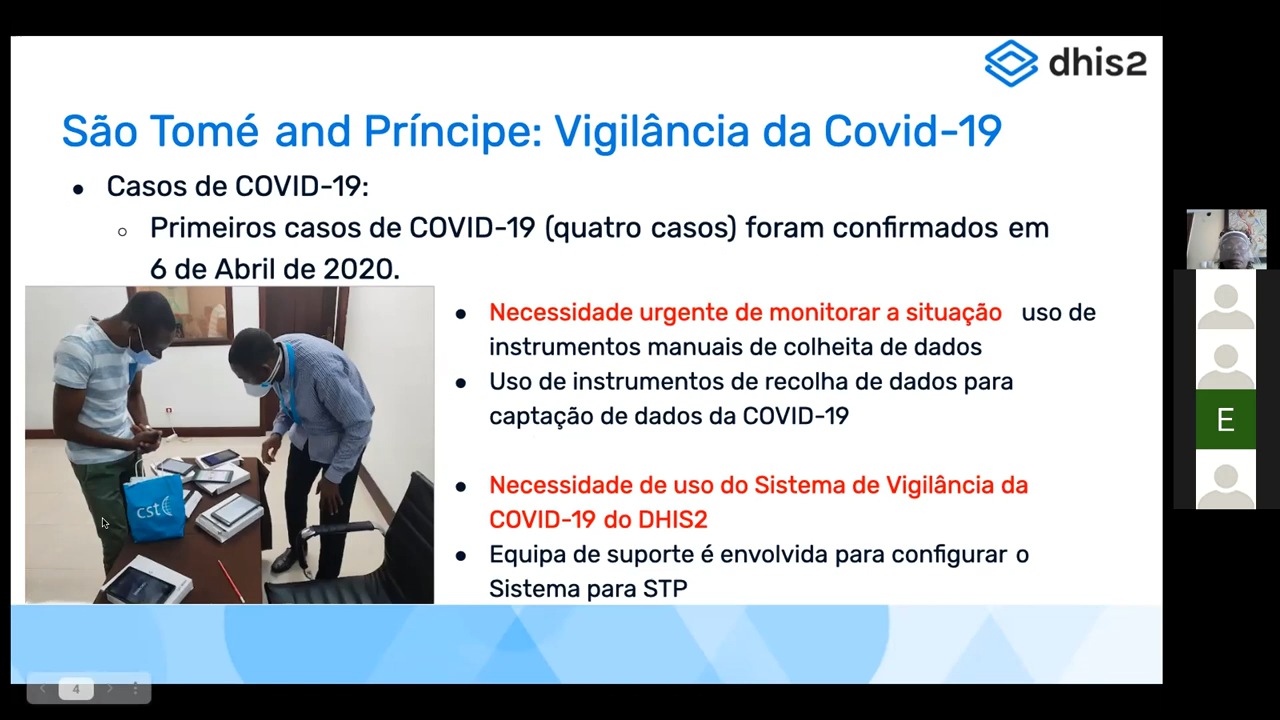 dhis2
São Tomé and Príncipe: Vigilância da Covid-19
Casos de COVID-19:
Primeiros casos de COVID-19 (quatro casos) foram confirmados em
6 de Abril de 2020.
Necessidade urgente de monitorar a situação uso de
instrumentos manuais de colheita de dados
Uso de instrumentos de recolha de dados para
captação de dados da COVID-19
Necessidade de uso do Sistema de Vigilância da
COVID-19 do DHIS2
Equipa de suporte é envolvida para configurar o
Sistema para STP
cst
E
4